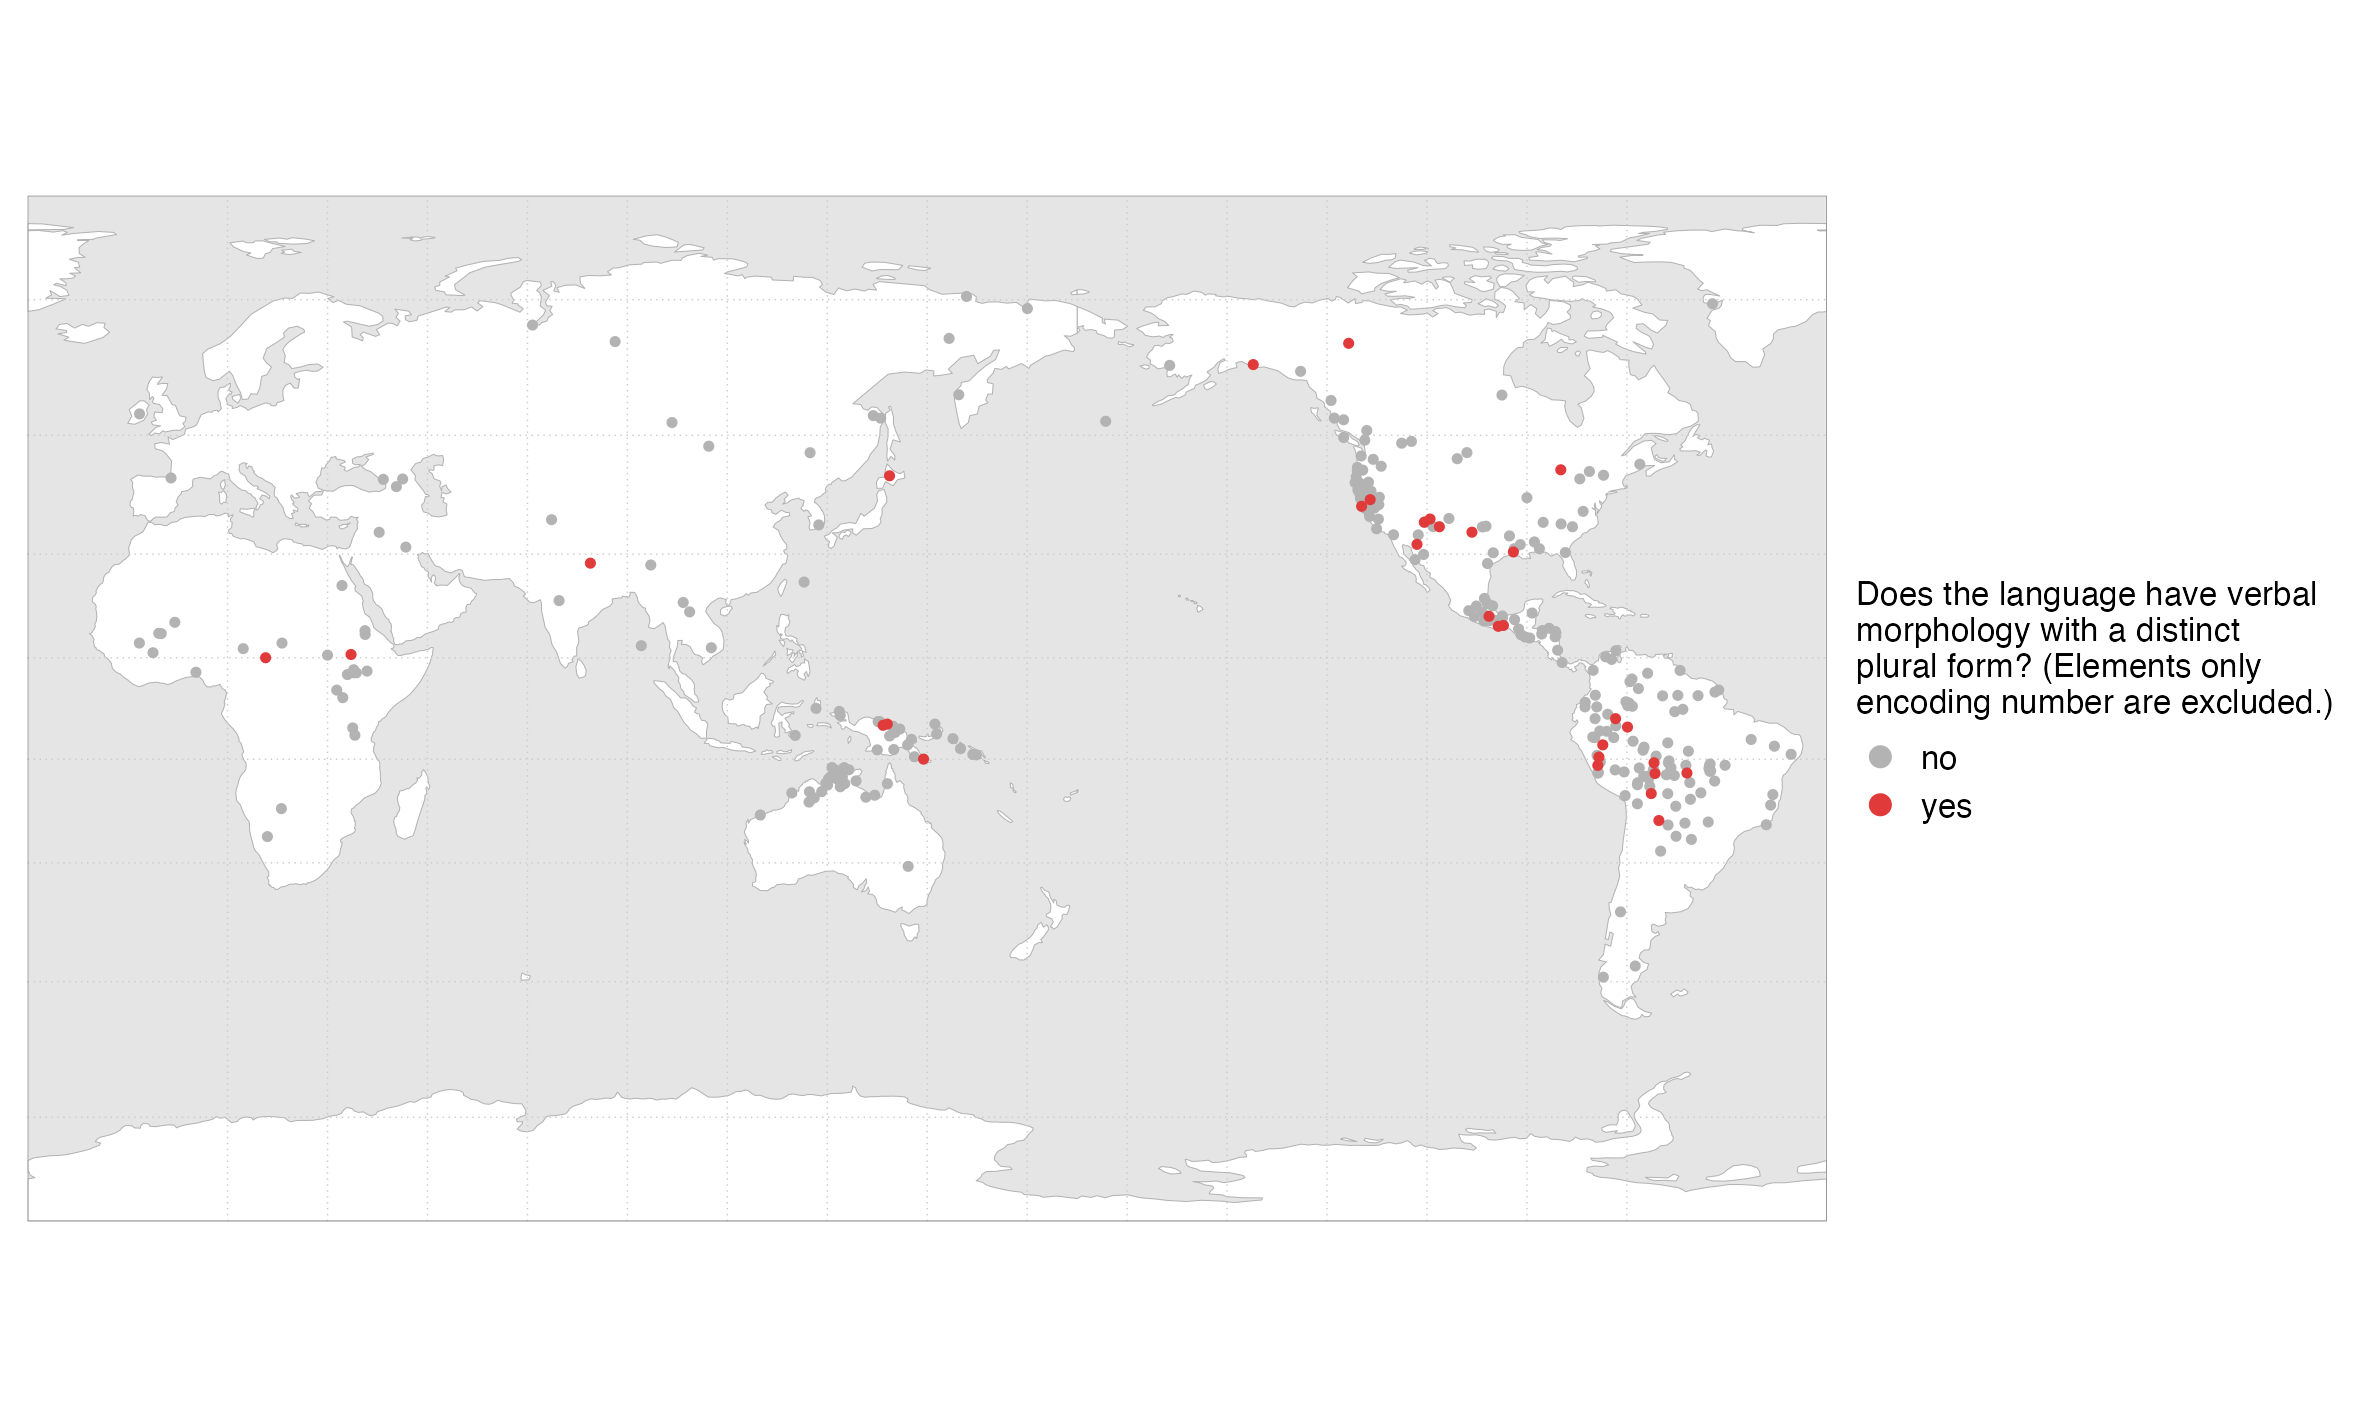 Does the language have verbal
morphology with a distinct
plural form? (Elements only
encoding number are excluded.)
no
yes